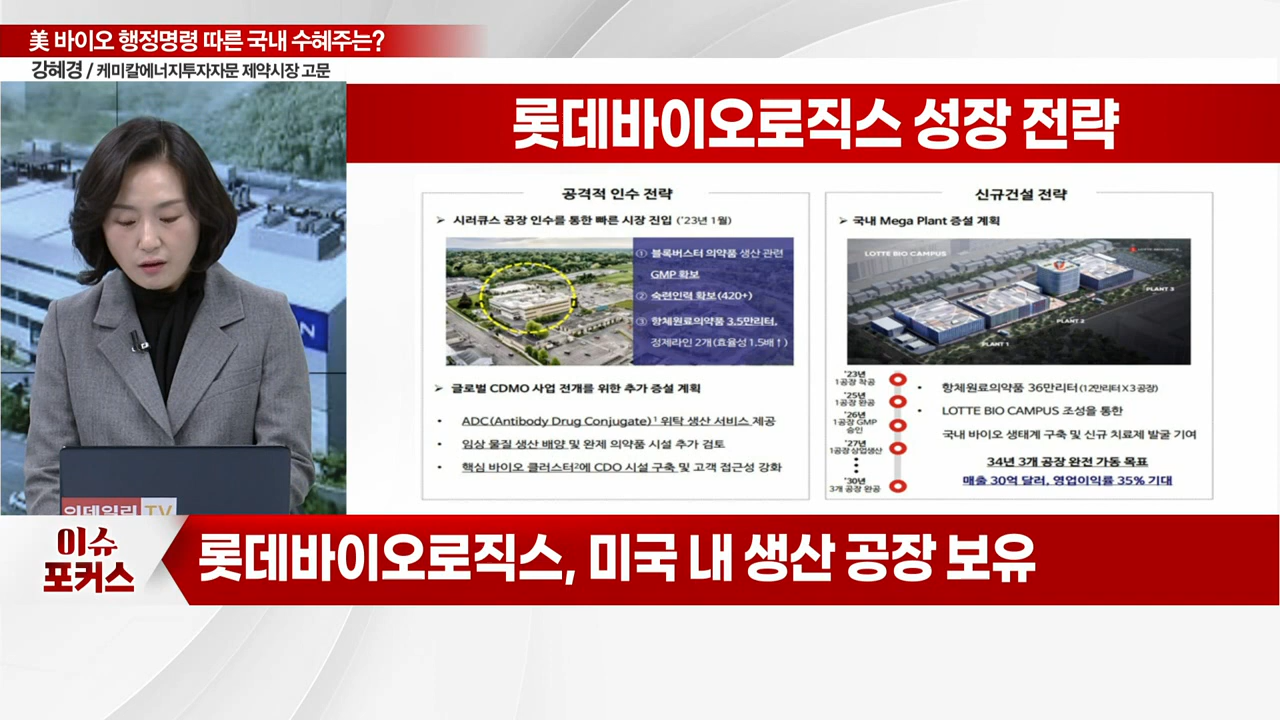 美 바이오 행정명령 따른 국내 수혜주는?
강혜경 / 케미칼에너지투자자문 제약시장 고문
롯데바이오로직스 성장 전략
공격적 인수 전략
➢ 시러큐스 공장 인수를 통한 빠른 시장 진입 ('23년 1월)
① 블록버스터 의약품 생산 관련
GMP 확보
② 숙련인력 확보(420+)
③ 항체원료의약품 3.5만리터,
정제라인 2개(효율성 1.5배↑)
➢ 글로벌 CDMO 사업 전개를 위한 추가 증설 계획
• ADC(Antibody Drug Conjugate)¹ 위탁 생산 서비스 제공
• 임상 물질 생산 배양 및 완제 의약품 시설 추가 검토
• 핵심 바이오 클러스터²에 CDO 시설 구축 및 고객 접근성 강화
신규건설 전략
➢ 국내 Mega Plant 증설 계획
LOTTE BIO CAMPUS
PLANT 3
PLANT 2
PLANT 1
'23년
1공장 착공
'25년
1공장 완공
'26년
1공장 GMP
승인
'27년
1공장 상업생산
'30년
3개 공장 완공
• 항체원료의약품 36만리터(12만리터 X 3공장)
• LOTTE BIO CAMPUS 조성을 통한
국내 바이오 생태계 구축 및 신규 치료제 발굴 기여
34년 3개 공장 완전 가동 목표
매출 30억 달러, 영업이익률 35% 기대
이데일리 TV
이슈
포커스
롯데바이오로직스, 미국 내 생산 공장 보유